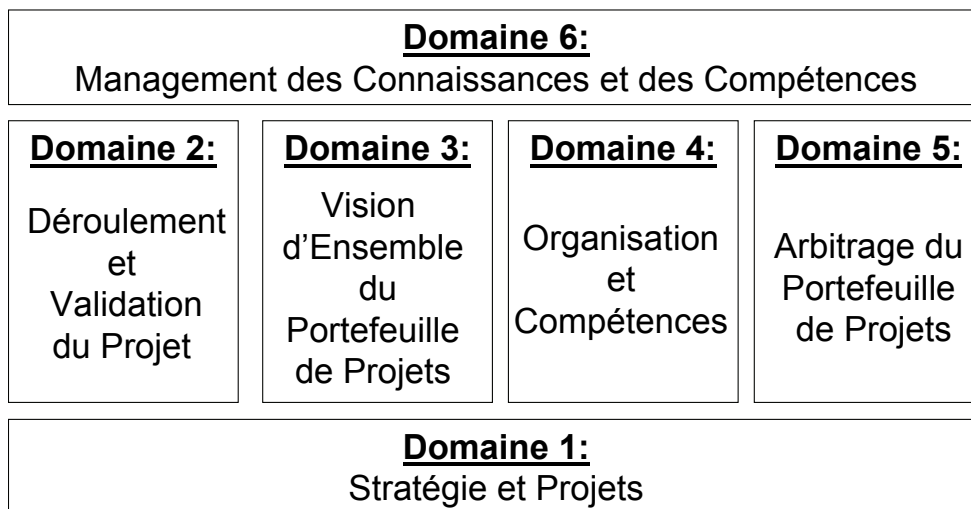 Domaine 6:
Management des Connaissances et des Compétences
Domaine 2:
Déroulement
et
Validation
du Projet
Domaine 3:
Vision
d’Ensemble
du
Portefeuille
de Projets
Domaine 4:
Organisation
et
Compétences
Domaine 5:
Arbitrage du
Portefeuille
de Projets
Domaine 1:
Stratégie et Projets